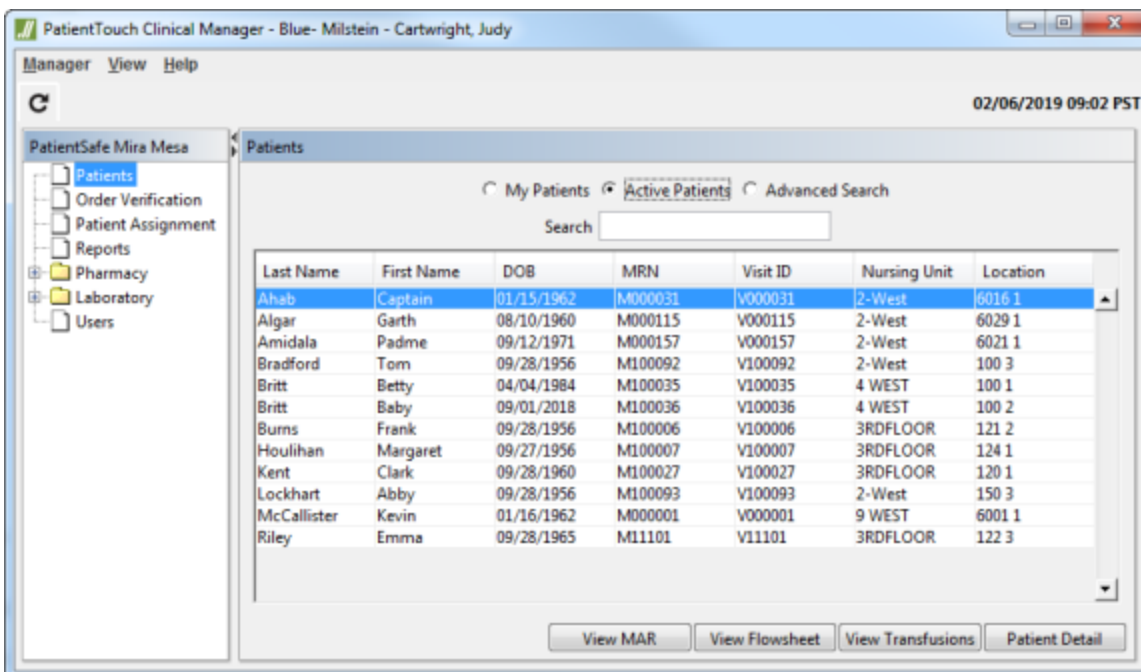 PatientTouch Clinical Manager - Blue- Milstein - Cartwright, Judy
Manager View Help
02/06/2019 09:02 PST
PatientSafe Mira Mesa
Patients
Order Verification
Patient Assignment
Reports
Pharmacy
Laboratory
Users
Patients
My Patients Active Patients Advanced Search
Search
Last Name First Name DOB MRN Visit ID Nursing Unit Location
Ahab Captain 01/15/1962 M000031 V000031 2-West 6016 1
Algar Garth 08/10/1960 M000115 V000115 2-West 6029 1
Amidala Padme 09/12/1971 M000157 V000157 2-West 6021 1
Bradford Tom 09/28/1956 M100092 V100092 2-West 100 3
Britt Betty 04/04/1984 M100035 V100035 4 WEST 100 1
Britt Baby 09/01/2018 M100036 V100036 4 WEST 100 2
Burns Frank 09/28/1956 M100006 V100006 3RDFLOOR 121 2
Houlihan Margaret 09/27/1956 M100007 V100007 3RDFLOOR 124 1
Kent Clark 09/28/1960 M100027 V100027 3RDFLOOR 120 1
Lockhart Abby 09/28/1956 M100093 V100093 2-West 150 3
McCallister Kevin 01/16/1962 M000001 V000001 9 WEST 6001 1
Riley Emma 09/28/1965 M11101 V11101 3RDFLOOR 122 3
View MAR View Flowsheet View Transfusions Patient Detail